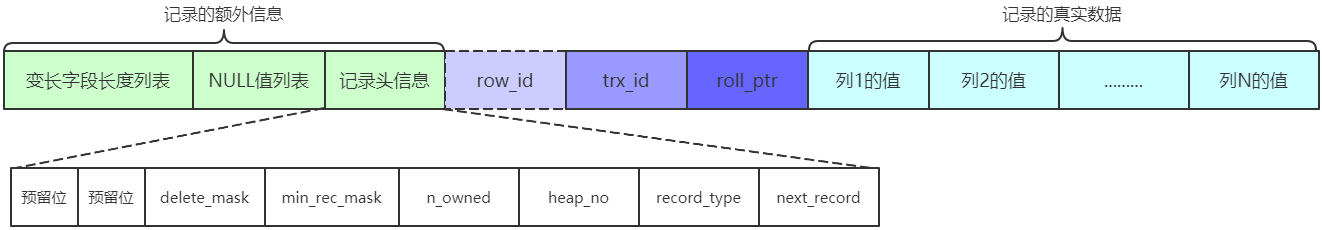 记录的额外信息 记录的真实数据
变长字段长度列表 NULL值列表 记录头信息 row_id trx_id roll_ptr 列1的值 列2的值 ......... 列N的值
预留位 预留位 delete_mask min_rec_mask n_owned heap_no record_type next_record